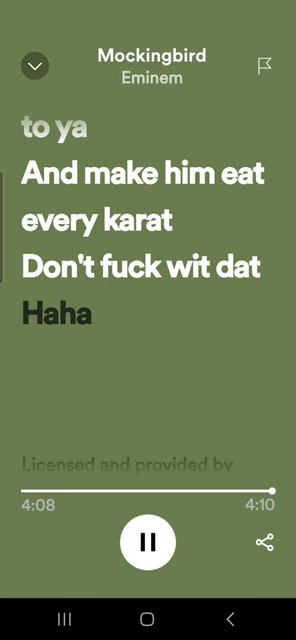 Mockingbird
Eminem
to ya
And make him eat
every karat
Don't fuck wit dat
Haha
Licensed and provided by
4:08
4:10